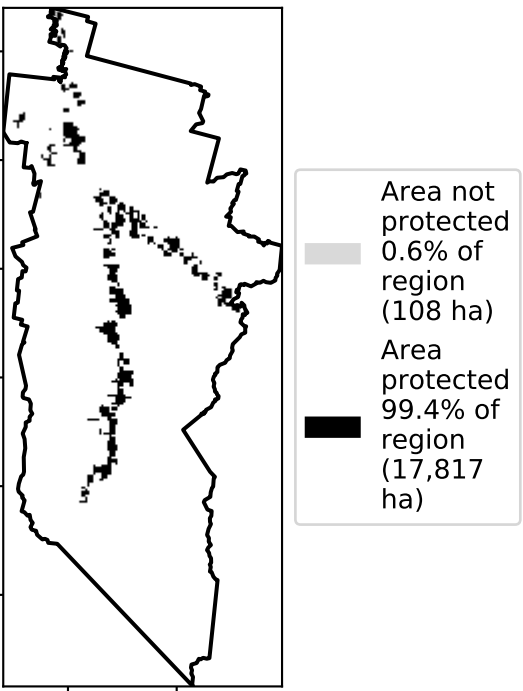 Area not
protected
0.6% of
region
(108 ha)
Area
protected
99.4% of
region
(17,817
ha)